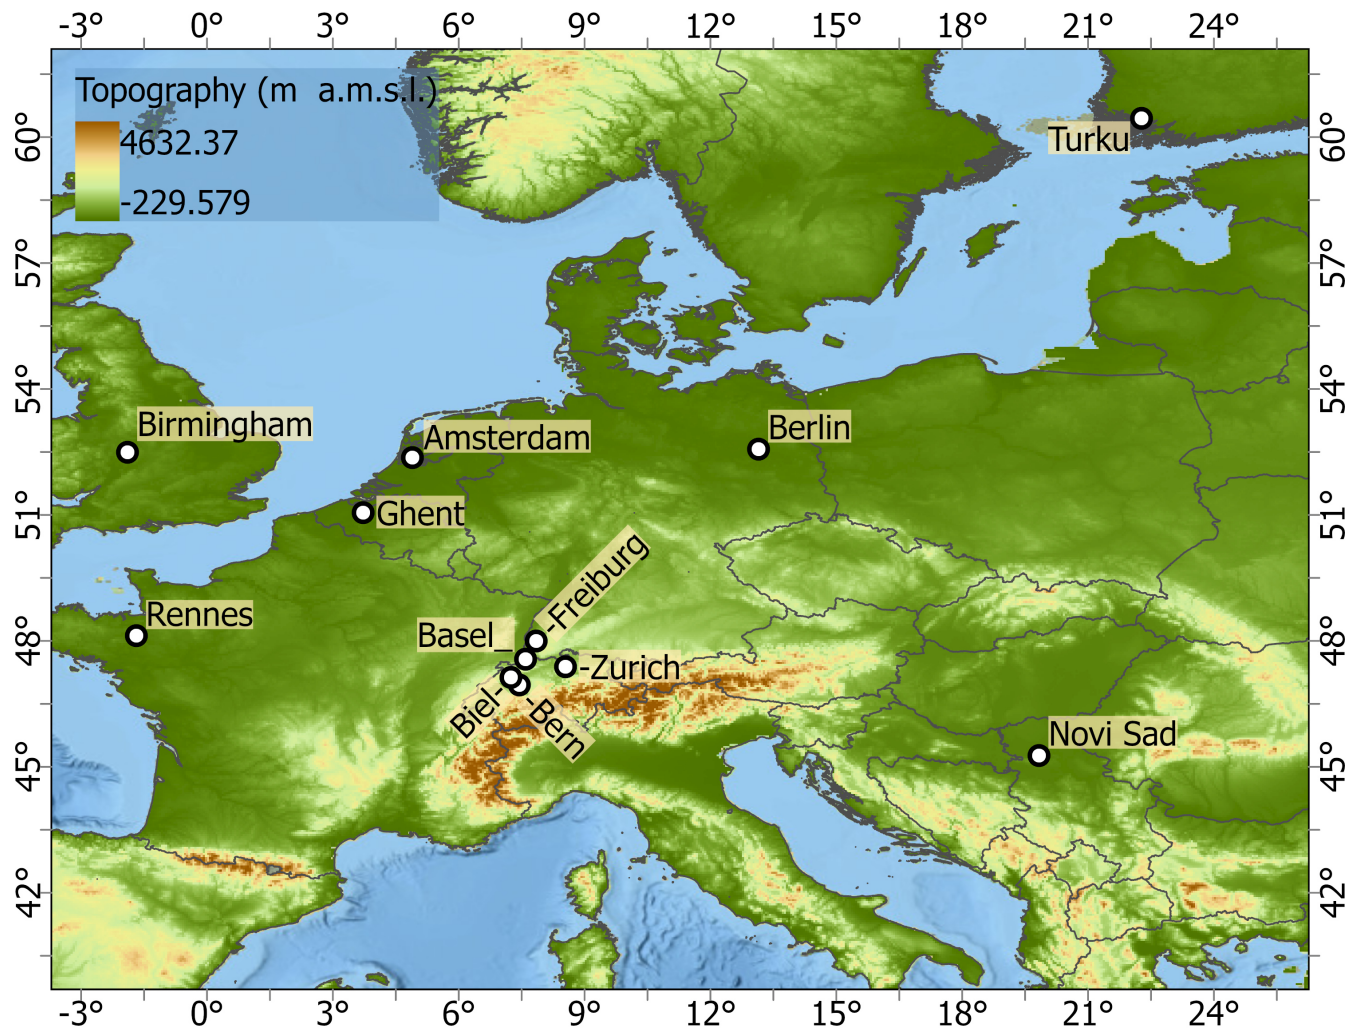 -3° 0° 3° 6° 9° 12° 15° 18° 21° 24°
Topography (m a.m.s.l.)
4632.37
-229.579
60° 60°
Turku
57° 57°
54° 54°
Birmingham
Amsterdam
Berlin
51° 51°
Ghent
-Freiburg
Rennes
Basel_
48° 48°
-Zurich
Biel-
-Bern
Novi Sad
45° 45°
42° 42°
-3° 0° 3° 6° 9° 12° 15° 18° 21° 24°